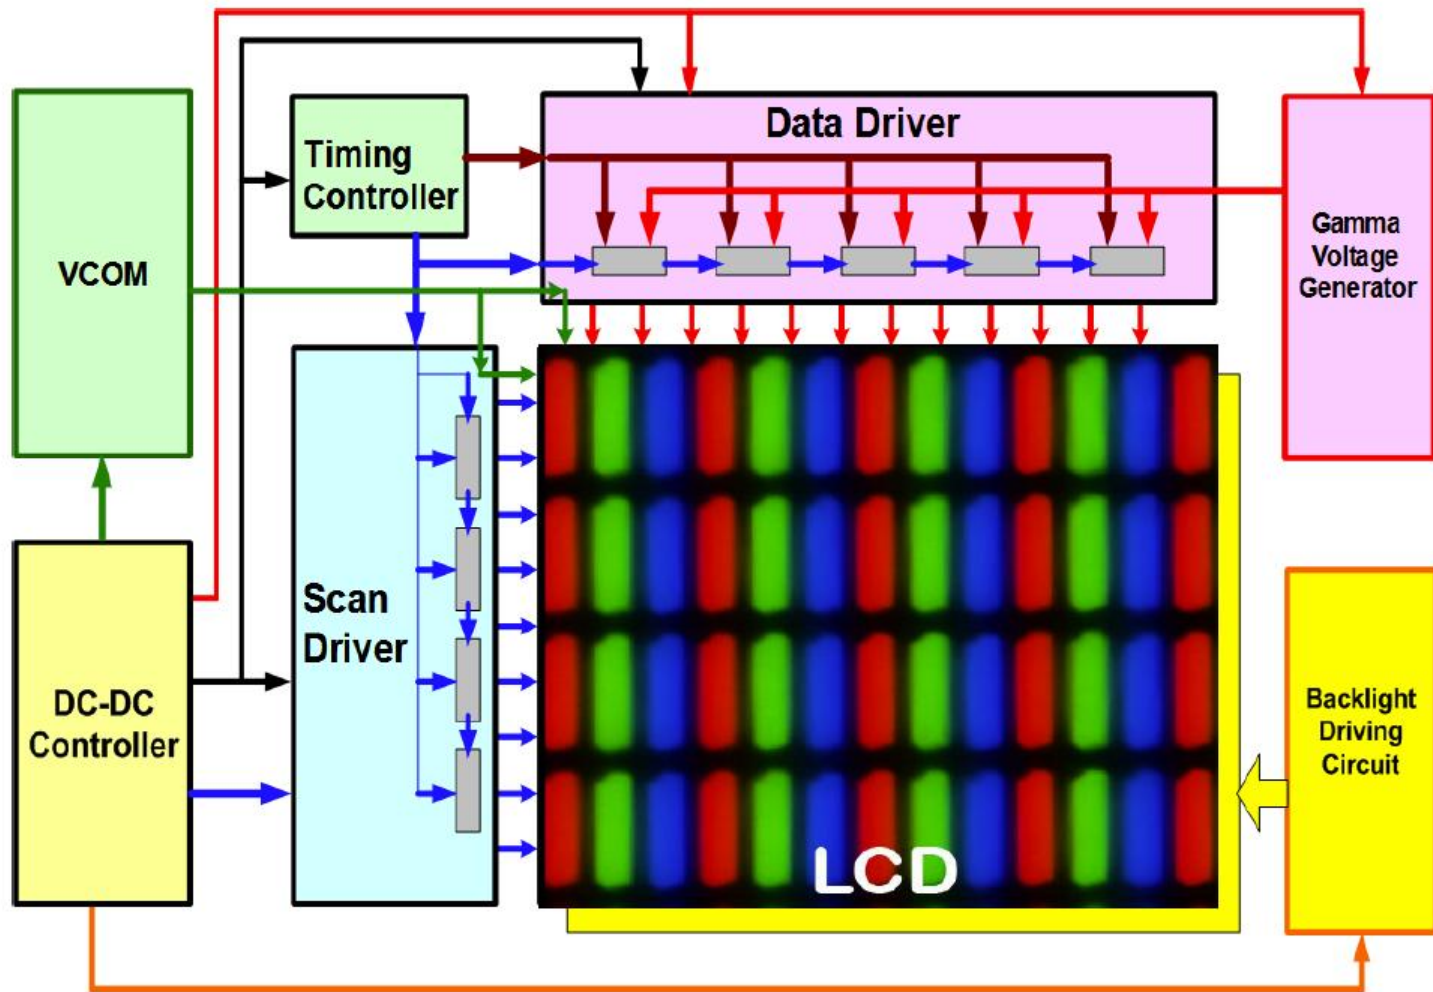 Data Driver
Timing
Controller
VCOM
Gamma
Voltage
Generator
Scan
Driver
DC-DC
Controller
Backlight
Driving
Circuit
LCD